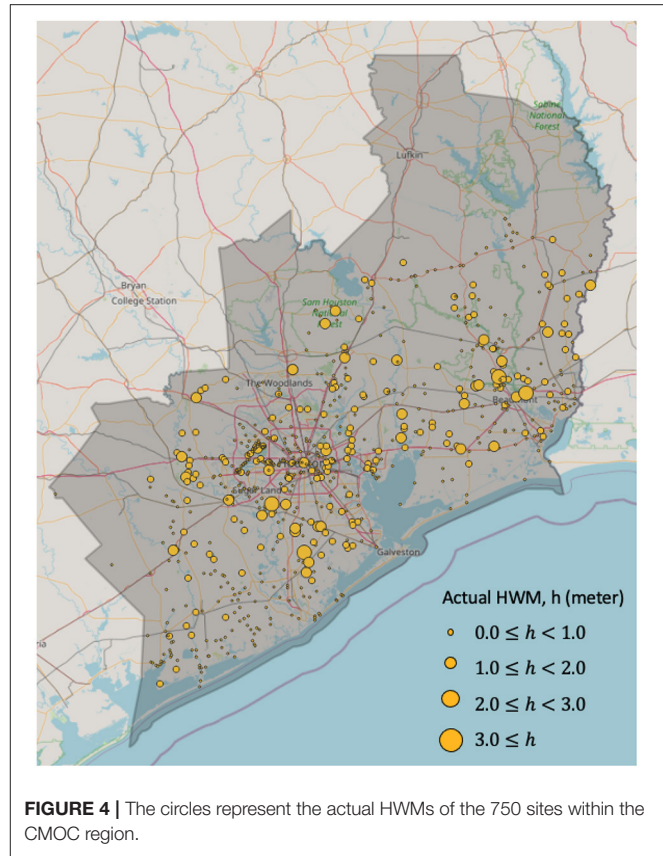 Sabine
National
Forest
Lufkin
Bryan
College Station
Sam Houston
National
The Woodlands
Galveston
Actual HWM, h (meter)
0.0 ≤ h < 1.0
1.0 ≤ h < 2.0
2.0 ≤ h < 3.0
3.0 ≤ h
FIGURE 4 | The circles represent the actual HWMs of the 750 sites within the
CMOC region.